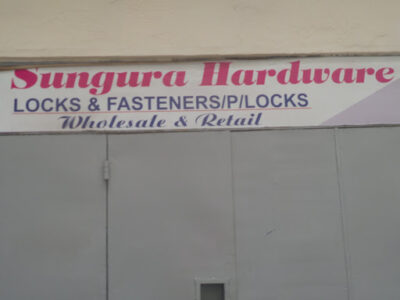 Sungura Hardware
LOCKS & FASTENERS/P/LOCKS
Wholesale & Retail